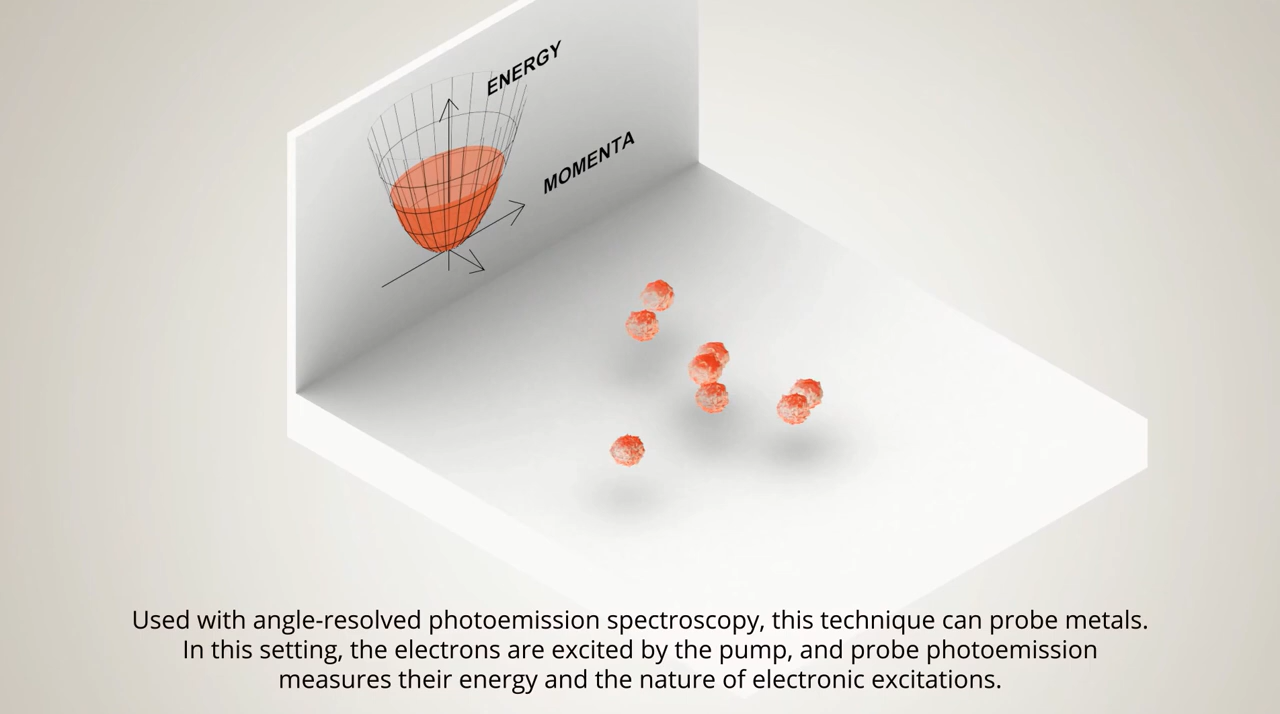 ENERGY
MOMENTA
Used with angle-resolved photoemission spectroscopy, this technique can probe metals.
In this setting, the electrons are excited by the pump, and probe photoemission
measures their energy and the nature of electronic excitations.